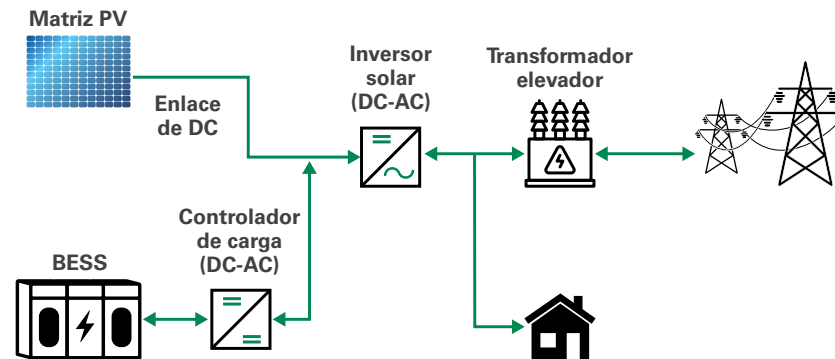 Matriz PV
Enlace
de DC
Inversor
solar
(DC-AC)
Transformador
elevador
Controlador
de carga
(DC-AC)
BESS